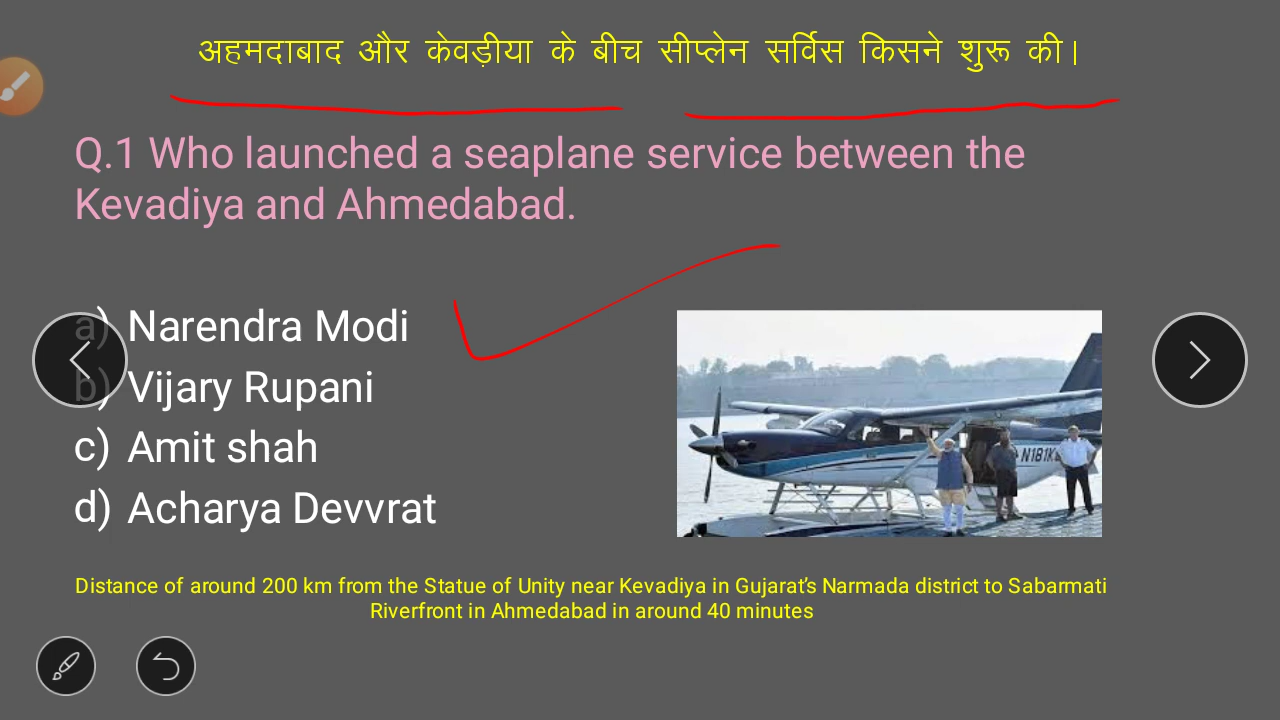 अहमदाबाद और केवड़ीया के बीच सीप्लेन सर्विस किसने शुरू की।
Q.1 Who launched a seaplane service between the
Kevadiya and Ahmedabad.
a) Narendra Modi
b) Vijary Rupani
c) Amit shah
d) Acharya Devvrat
Distance of around 200 km from the Statue of Unity near Kevadiya in Gujarat's Narmada district to Sabarmati
Riverfront in Ahmedabad in around 40 minutes